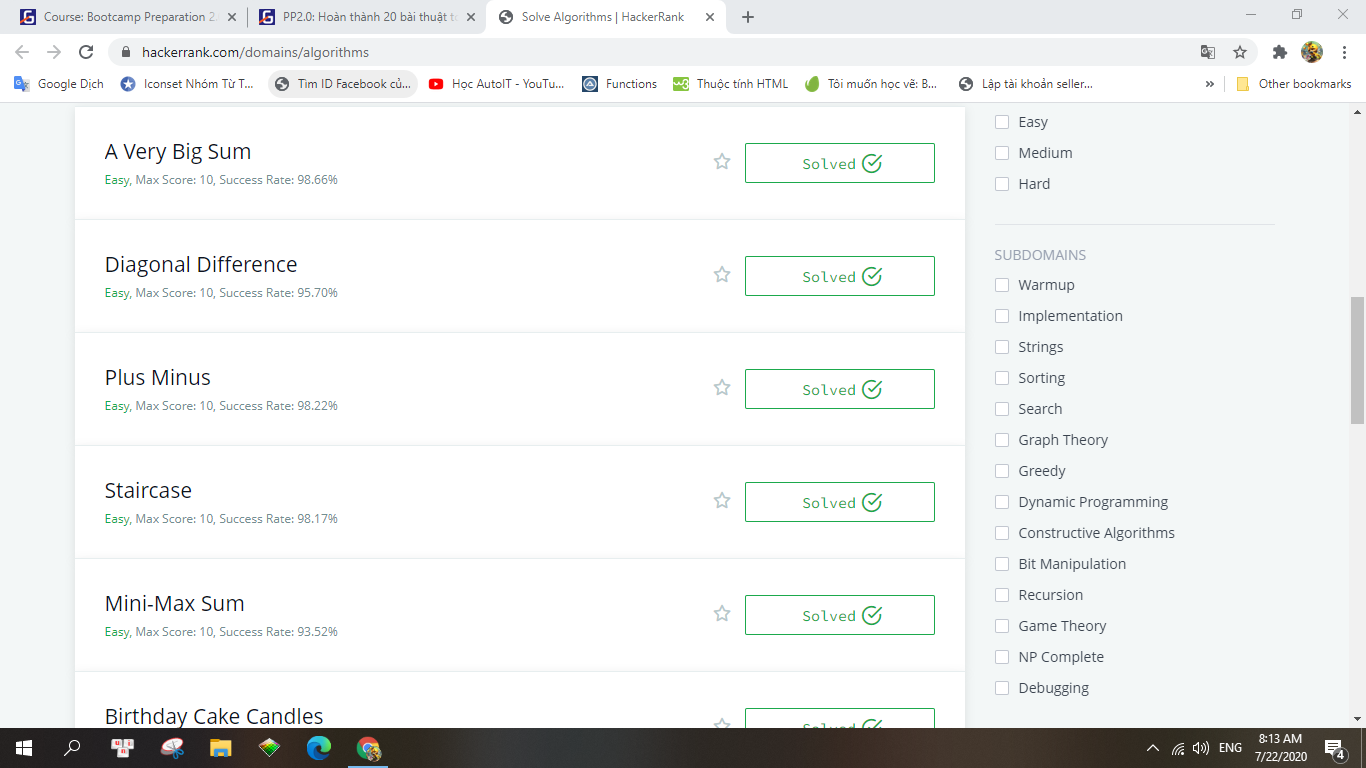 Course: Bootcamp Preparation 2.
PP2.0: Hoàn thành 20 bài thuật to
Solve Algorithms | HackerRank
hackerrank.com/domains/algorithms
Google Dịch
Iconset Nhóm Từ T...
Tìm ID Facebook củ...
Học AutoIT - YouTu...
Functions
Thuộc tính HTML
Tôi muốn học vẽ: B...
Lập tài khoản seller...
»
Other bookmarks
A Very Big Sum
Easy, Max Score: 10, Success Rate: 98.66%
Solved
Diagonal Difference
Easy, Max Score: 10, Success Rate: 95.70%
Solved
Plus Minus
Easy, Max Score: 10, Success Rate: 98.22%
Solved
Staircase
Easy, Max Score: 10, Success Rate: 98.17%
Solved
Mini-Max Sum
Easy, Max Score: 10, Success Rate: 93.52%
Solved
Birthday Cake Candles
Solved
Easy
Medium
Hard
SUBDOMAINS
Warmup
Implementation
Strings
Sorting
Search
Graph Theory
Greedy
Dynamic Programming
Constructive Algorithms
Bit Manipulation
Recursion
Game Theory
NP Complete
Debugging
ENG
8:13 AM
7/22/2020
4